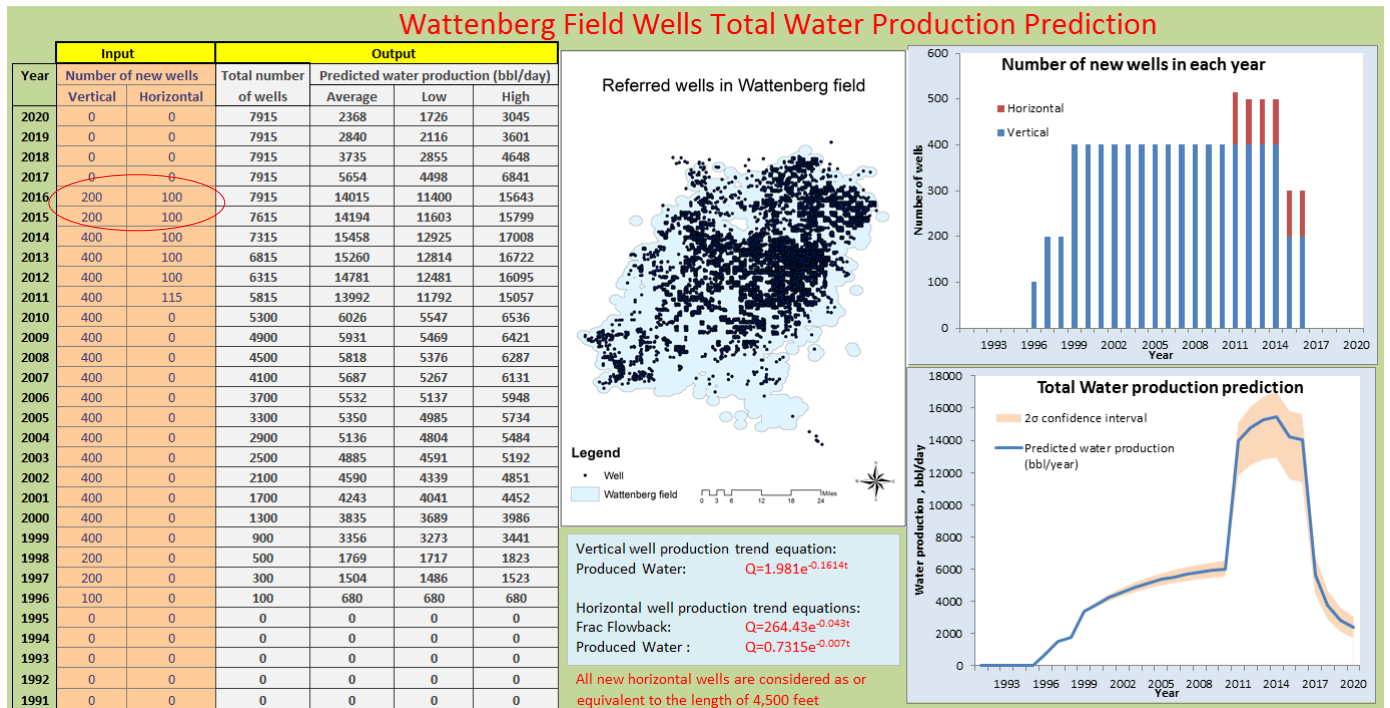 Wattenberg Field Wells Total Water Production Prediction
Input Output
Year Number of new wells Total number Predicted water production (bbl/day)
Vertical Horizontal of wells Average Low High
2020 0 0 7915 2368 1726 3045
2019 0 0 7915 2840 2116 3601
2018 0 0 7915 3735 2855 4648
2017 0 0 7915 5654 4498 6841
2016 200 100 7915 14015 11400 15643
2015 200 100 7615 14194 11603 15799
2014 400 100 7315 15458 12925 17008
2013 400 100 6815 15260 12814 16722
2012 400 100 6315 14781 12481 16095
2011 400 115 5815 13992 11792 15057
2010 400 0 5300 6026 5547 6536
2009 400 0 4900 5931 5469 6421
2008 400 0 4500 5818 5376 6287
2007 400 0 4100 5687 5267 6131
2006 400 0 3700 5532 5137 5948
2005 400 0 3300 5350 4985 5734
2004 400 0 2900 5136 4804 5484
2003 400 0 2500 4885 4591 5192
2002 400 0 2100 4590 4339 4851
2001 400 0 1700 4243 4041 4452
2000 400 0 1300 3835 3689 3986
1999 400 0 900 3356 3273 3441
1998 200 0 500 1769 1717 1823
1997 200 0 300 1504 1486 1523
1996 100 0 100 680 680 680
1995 0 0 0 0 0 0
1994 0 0 0 0 0 0
1993 0 0 0 0 0 0
1992 0 0 0 0 0 0
1991 0 0 0 0 0 0
Referred wells in Wattenberg field
Legend
Well
Wattenberg field
0 3 6 12 18 24 Miles
Vertical well production trend equation:
Produced Water: Q=1.981e-0.1614t
Horizontal well production trend equations:
Frac Flowback: Q=264.43e-0.043t
Produced Water : Q=0.7315e-0.007t
All new horizontal wells are considered as or
equivalent to the length of 4,500 feet
Number of new wells in each year
Horizontal
Vertical
Number of wells
600
500
400
300
200
100
0
1993 1996 1999 2002 2005 2008 2011 2014 2017 2020
Year
Total Water production prediction
2σ confidence interval
Predicted water production
(bbl/year)
Water production , bbl/day
18000
16000
14000
12000
10000
8000
6000
4000
2000
0
1993 1996 1999 2002 2005 2008 2011 2014 2017 2020
Year